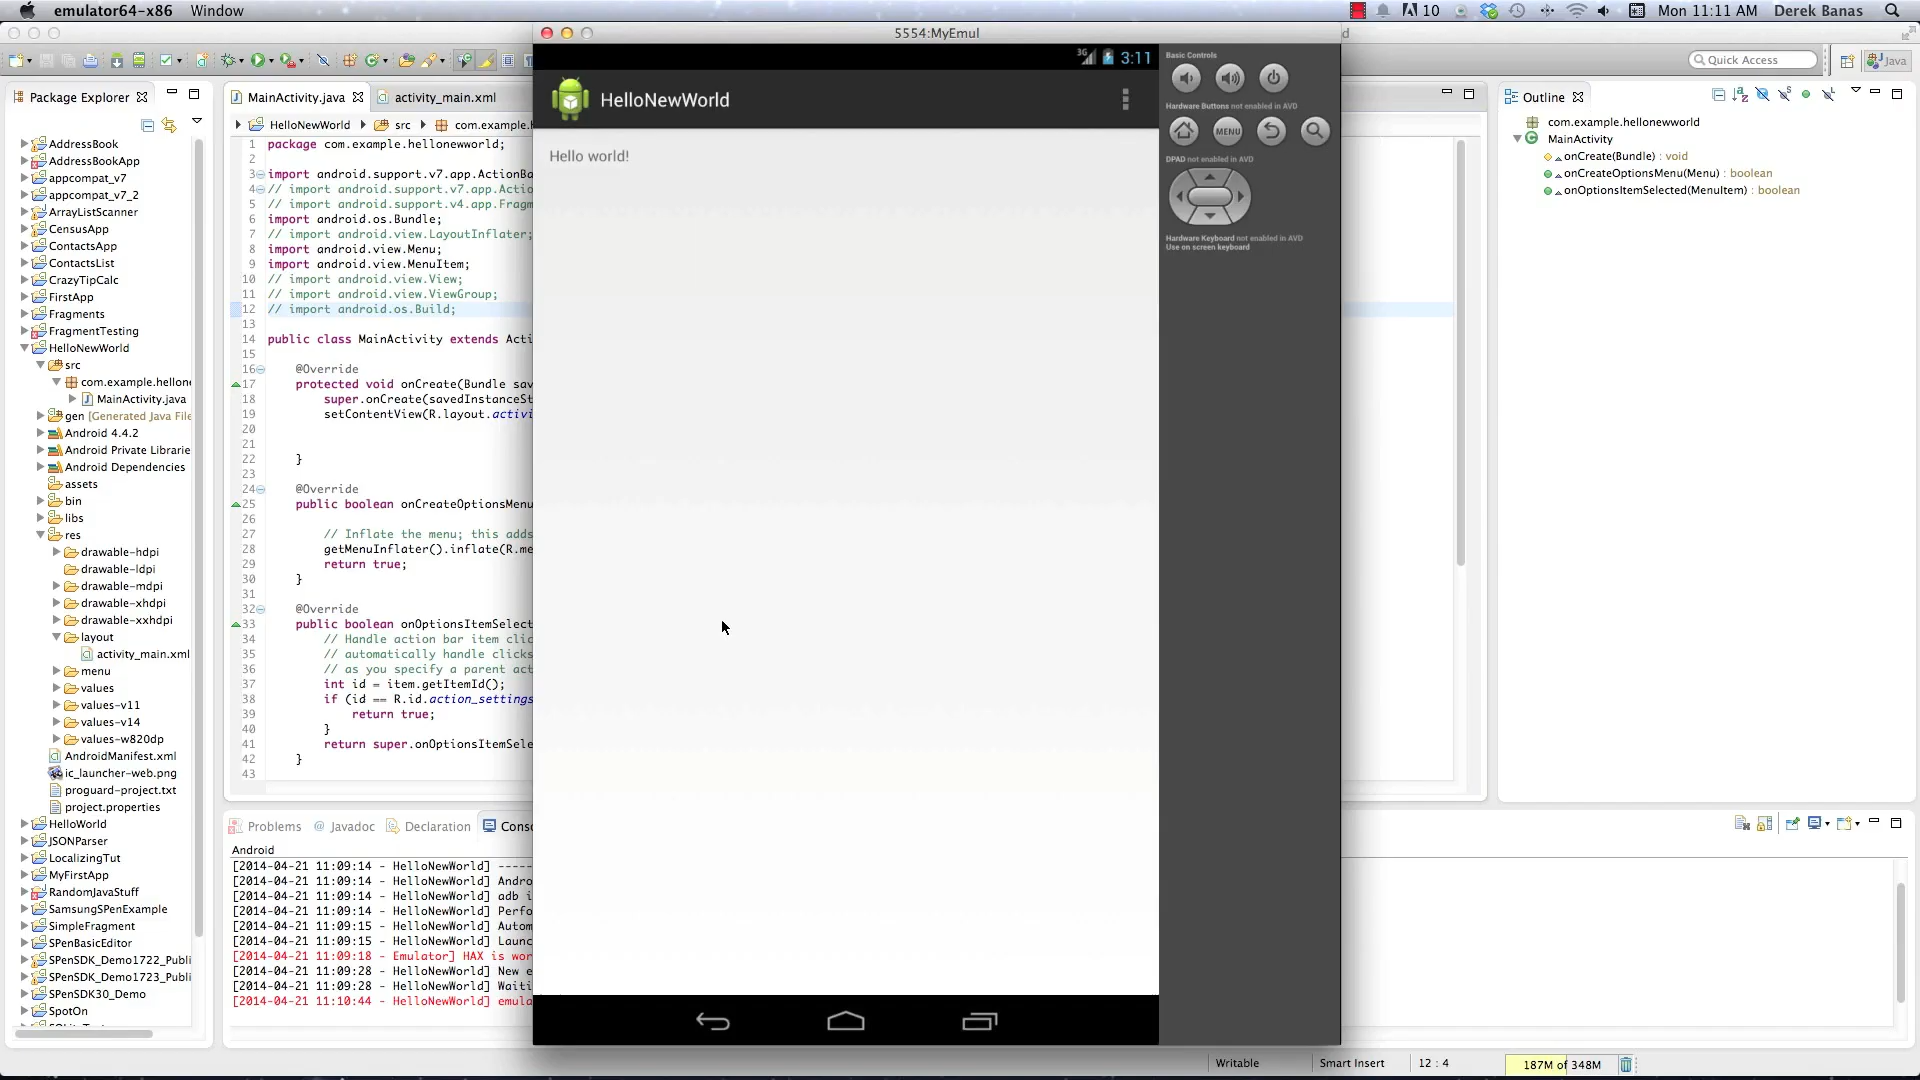 emulator64-x86 Window
10 Mon 11:11 AM Derek Banas
5554:MyEmul
Quick Access
Java
Package Explorer
AddressBook
AddressBookApp
appcompat_v7
appcompat_v7_2
ArrayListScanner
CensusApp
ContactsApp
ContactsList
CrazyTipCalc
FirstApp
Fragments
FragmentTesting
HelloNewWorld
src
com.example.hellone
MainActivity.java
gen [Generated Java File
Android 4.4.2
Android Private Librarie
Android Dependencies
assets
bin
libs
res
drawable-hdpi
drawable-ldpi
drawable-mdpi
drawable-xhdpi
drawable-xxhdpi
layout
activity_main.xml
menu
values
values-v11
values-v14
values-w820dp
AndroidManifest.xml
ic_launcher-web.png
proguard-project.txt
project.properties
HelloWorld
JSONParser
LocalizingTut
MyFirstApp
RandomJavaStuff
SamsungSPenExample
SimpleFragment
SPenBasicEditor
SPenSDK_Demo1722_Publi
SPenSDK_Demo1723_Publi
SPenSDK30_Demo
SpotOn
MainActivity.java activity_main.xml
HelloNewWorld src com.example.
1 package com.example.hellonewworld;
2
3 import android.support.v7.app.ActionBa
4 // import android.support.v7.app.Actio
5 // import android.support.v4.app.Fragm
6 import android.os.Bundle;
7 // import android.view.LayoutInflater;
8 import android.view.Menu;
9 import android.view.MenuItem;
10 // import android.view.View;
11 // import android.view.ViewGroup;
12 // import android.os.Build;
13
14 public class MainActivity extends Acti
15
16 @Override
17 protected void onCreate(Bundle sav
18 super.onCreate(savedInstanceSt
19 setContentView(R.layout.activi
20
21
22 }
23
24 @Override
25 public boolean onCreateOptionsMenu
26
27 // Inflate the menu; this adds
28 getMenuInflater().inflate(R.me
29 return true;
30 }
31
32 @Override
33 public boolean onOptionsItemSelect
34 // Handle action bar item clic
35 // automatically handle clicks
36 // as you specify a parent act
37 int id = item.getItemId();
38 if (id == R.id.action_settings
39 return true;
40 }
41 return super.onOptionsItemSele
42 }
43
3G 3:11
HelloNewWorld
Hello world!
Basic Controls
Hardware Buttons not enabled in AVD
MENU
DPAD not enabled in AVD
Hardware Keyboard not enabled in AVD
Use on screen keyboard
Outline
com.example.hellonewworld
MainActivity
onCreate(Bundle) : void
onCreateOptionsMenu(Menu) : boolean
onOptionsItemSelected(MenuItem) : boolean
Problems @ Javadoc Declaration Conso
Android
[2014-04-21 11:09:14 - HelloNewWorld] -----
[2014-04-21 11:09:14 - HelloNewWorld] Andro
[2014-04-21 11:09:14 - HelloNewWorld] adb i
[2014-04-21 11:09:14 - HelloNewWorld] Perfo
[2014-04-21 11:09:15 - HelloNewWorld] Autom
[2014-04-21 11:09:15 - HelloNewWorld] Launc
[2014-04-21 11:09:18 - Emulator] HAX is wor
[2014-04-21 11:09:28 - HelloNewWorld] New e
[2014-04-21 11:09:28 - HelloNewWorld] Waiti
[2014-04-21 11:10:44 - HelloNewWorld] emula
Writable Smart Insert 12 : 4 187M of 348M